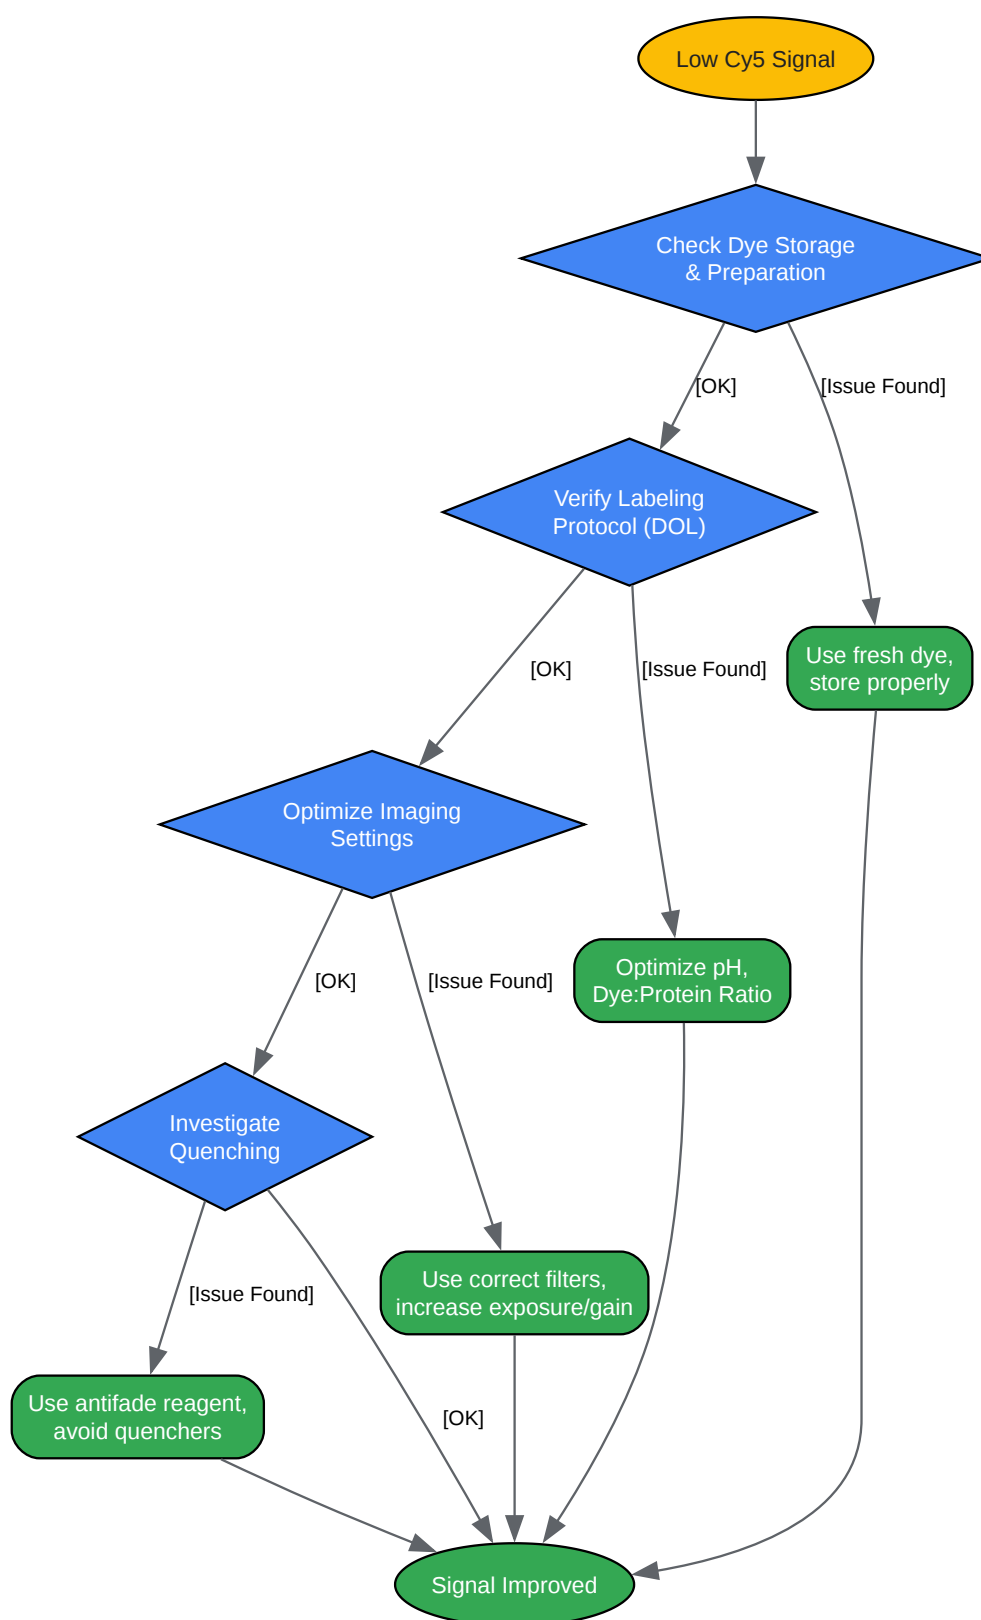 Low Cy5 Signal
Check Dye Storage
& Preparation
[OK]
[Issue Found]
Verify Labeling
Protocol (DOL)
[OK]
[Issue Found]
Use fresh dye,
store properly
Optimize Imaging
Settings
[OK]
[Issue Found]
Optimize pH,
Dye:Protein Ratio
Investigate
Quenching
[Issue Found]
Use correct filters,
increase exposure/gain
Use antifade reagent,
avoid quenchers
[OK]
Signal Improved